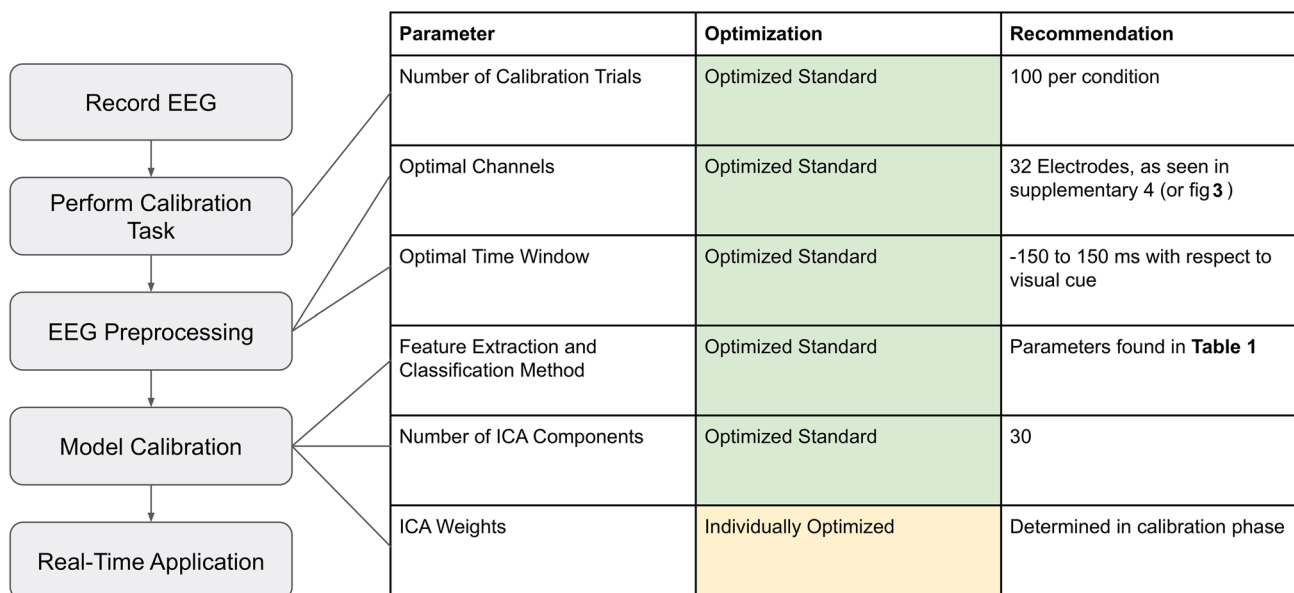 Record EEG
Perform Calibration
Task
EEG Preprocessing
Model Calibration
Real-Time Application
Parameter
Optimization
Recommendation
Number of Calibration Trials
Optimized Standard
100 per condition
Optimal Channels
Optimized Standard
32 Electrodes, as seen in
supplementary 4 (or fig 3 )
Optimal Time Window
Optimized Standard
-150 to 150 ms with respect to
visual cue
Feature Extraction and
Classification Method
Optimized Standard
Parameters found in Table 1
Number of ICA Components
Optimized Standard
30
ICA Weights
Individually Optimized
Determined in calibration phase